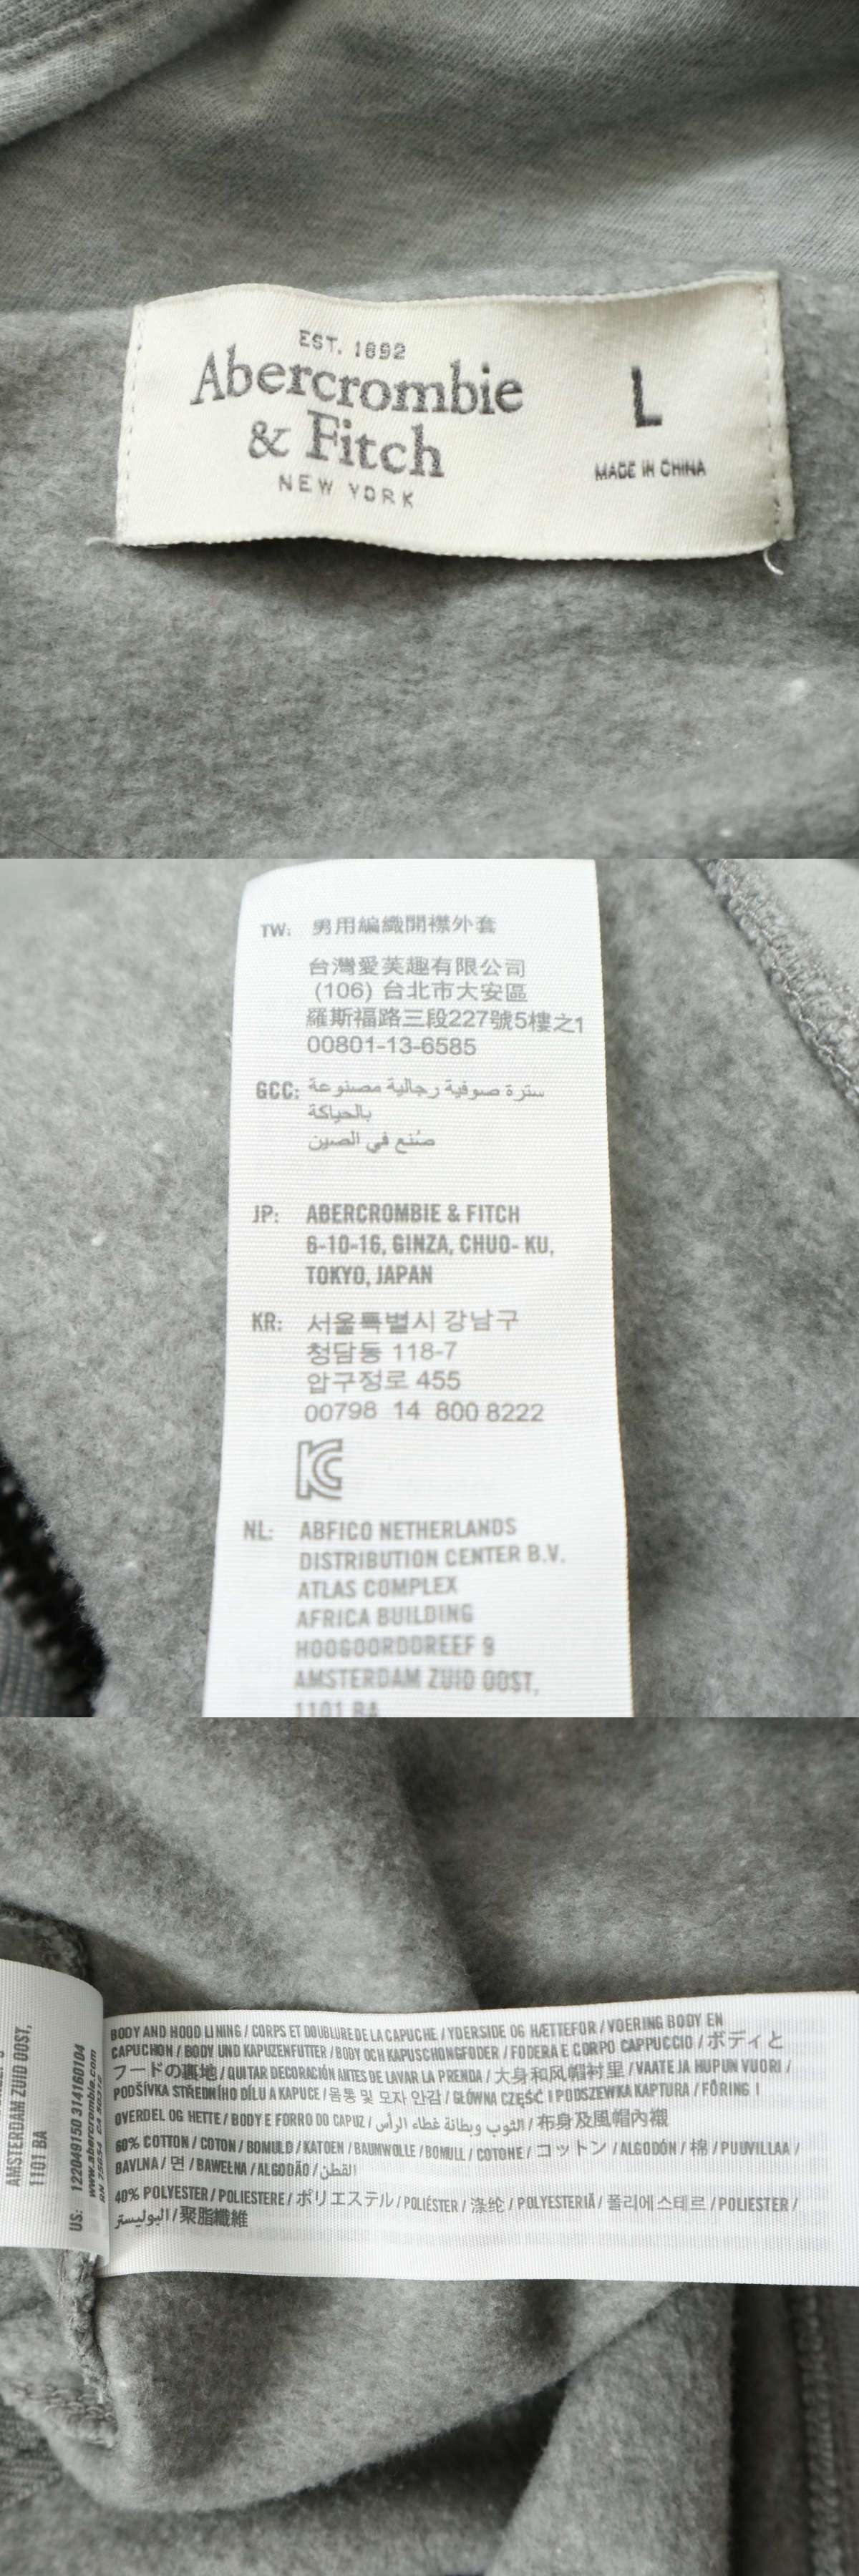 EST. 1892
Abercrombie
& Fitch
NEW YORK
L
MADE IN CHINA
TW: 男用編織開襟外套
台灣愛芙趣有限公司
(106) 台北市大安區
羅斯福路三段227號5樓之1
00801-13-6585
GCC: سترة صوفية رجالية مصنوعة
بالحياكة
صُنع في الصين
JP: ABERCROMBIE & FITCH
6-10-16, GINZA, CHUO- KU,
TOKYO, JAPAN
KR: 서울특별시 강남구
청담동 118-7
압구정로 455
00798 14 800 8222
KC
NL: ABFICO NETHERLANDS
DISTRIBUTION CENTER B.V.
ATLAS COMPLEX
AFRICA BUILDING
HOOGOORDDREEF 9
AMSTERDAM ZUID OOST,
1101 BA
AMSTERDAM ZUID OOST,
1101 BA
US: 122049150 314160104
www.abercrombie.com
BODY AND HOOD LINING / CORPS ET DOUBLURE DE LA CAPUCHE / YDERSIDE OG HÆTTEFOR / VOERING BODY EN
CAPUCHON / BODY UND KAPUZENFUTTER / BODY OCH KAPUSCHONGFODER / FODERA E CORPO CAPPUCCIO / ボディと
フードの裏地 / QUITAR DECORACIÓN ANTES DE LAVAR LA PRENDA / 大身和风帽衬里 / VAATE JA HUPUN VUORI /
PODŠÍVKA STŘEDNÍHO DÍLU A KAPUCE / 몸통 및 모자 안감 / GŁÓWNA CZĘŚĆ I PODSZEWKA KAPTURA / FÔRING I
OVERDEL OG HETTE / BODY E FORRO DO CAPUZ / الثوب وبطانة غطاء الرأس / 布身及風帽內襯
60% COTTON / COTON / BOMULD / KATOEN / BAUMWOLLE / BOMULL / COTONE / コットン / ALGODÓN / 棉 / PUUVILLAA /
BAVLNA / 면 / BAWEŁNA / ALGODÃO / القطن
40% POLYESTER / POLIESTERE / ポリエステル / POLIÉSTER / 涤纶 / POLYESTERIÄ / 폴리에스테르 / POLIESTER /
البوليستر / 聚脂纖維